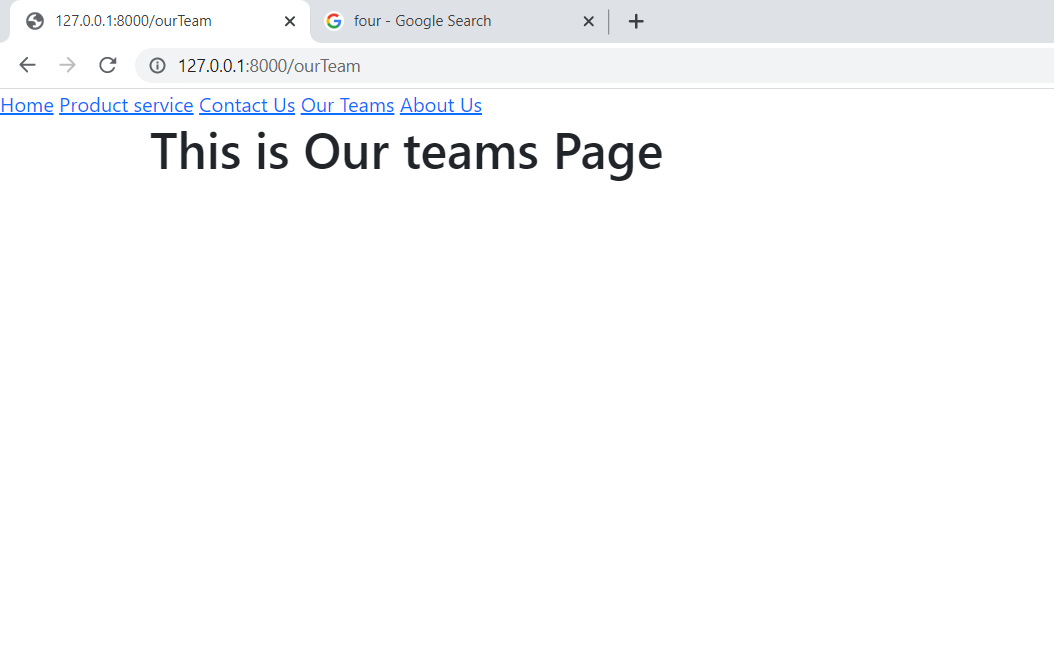 127.0.0.1:8000/ourTeam
four - Google Search
127.0.0.1:8000/ourTeam
Home Product service Contact Us Our Teams About Us
This is Our teams Page